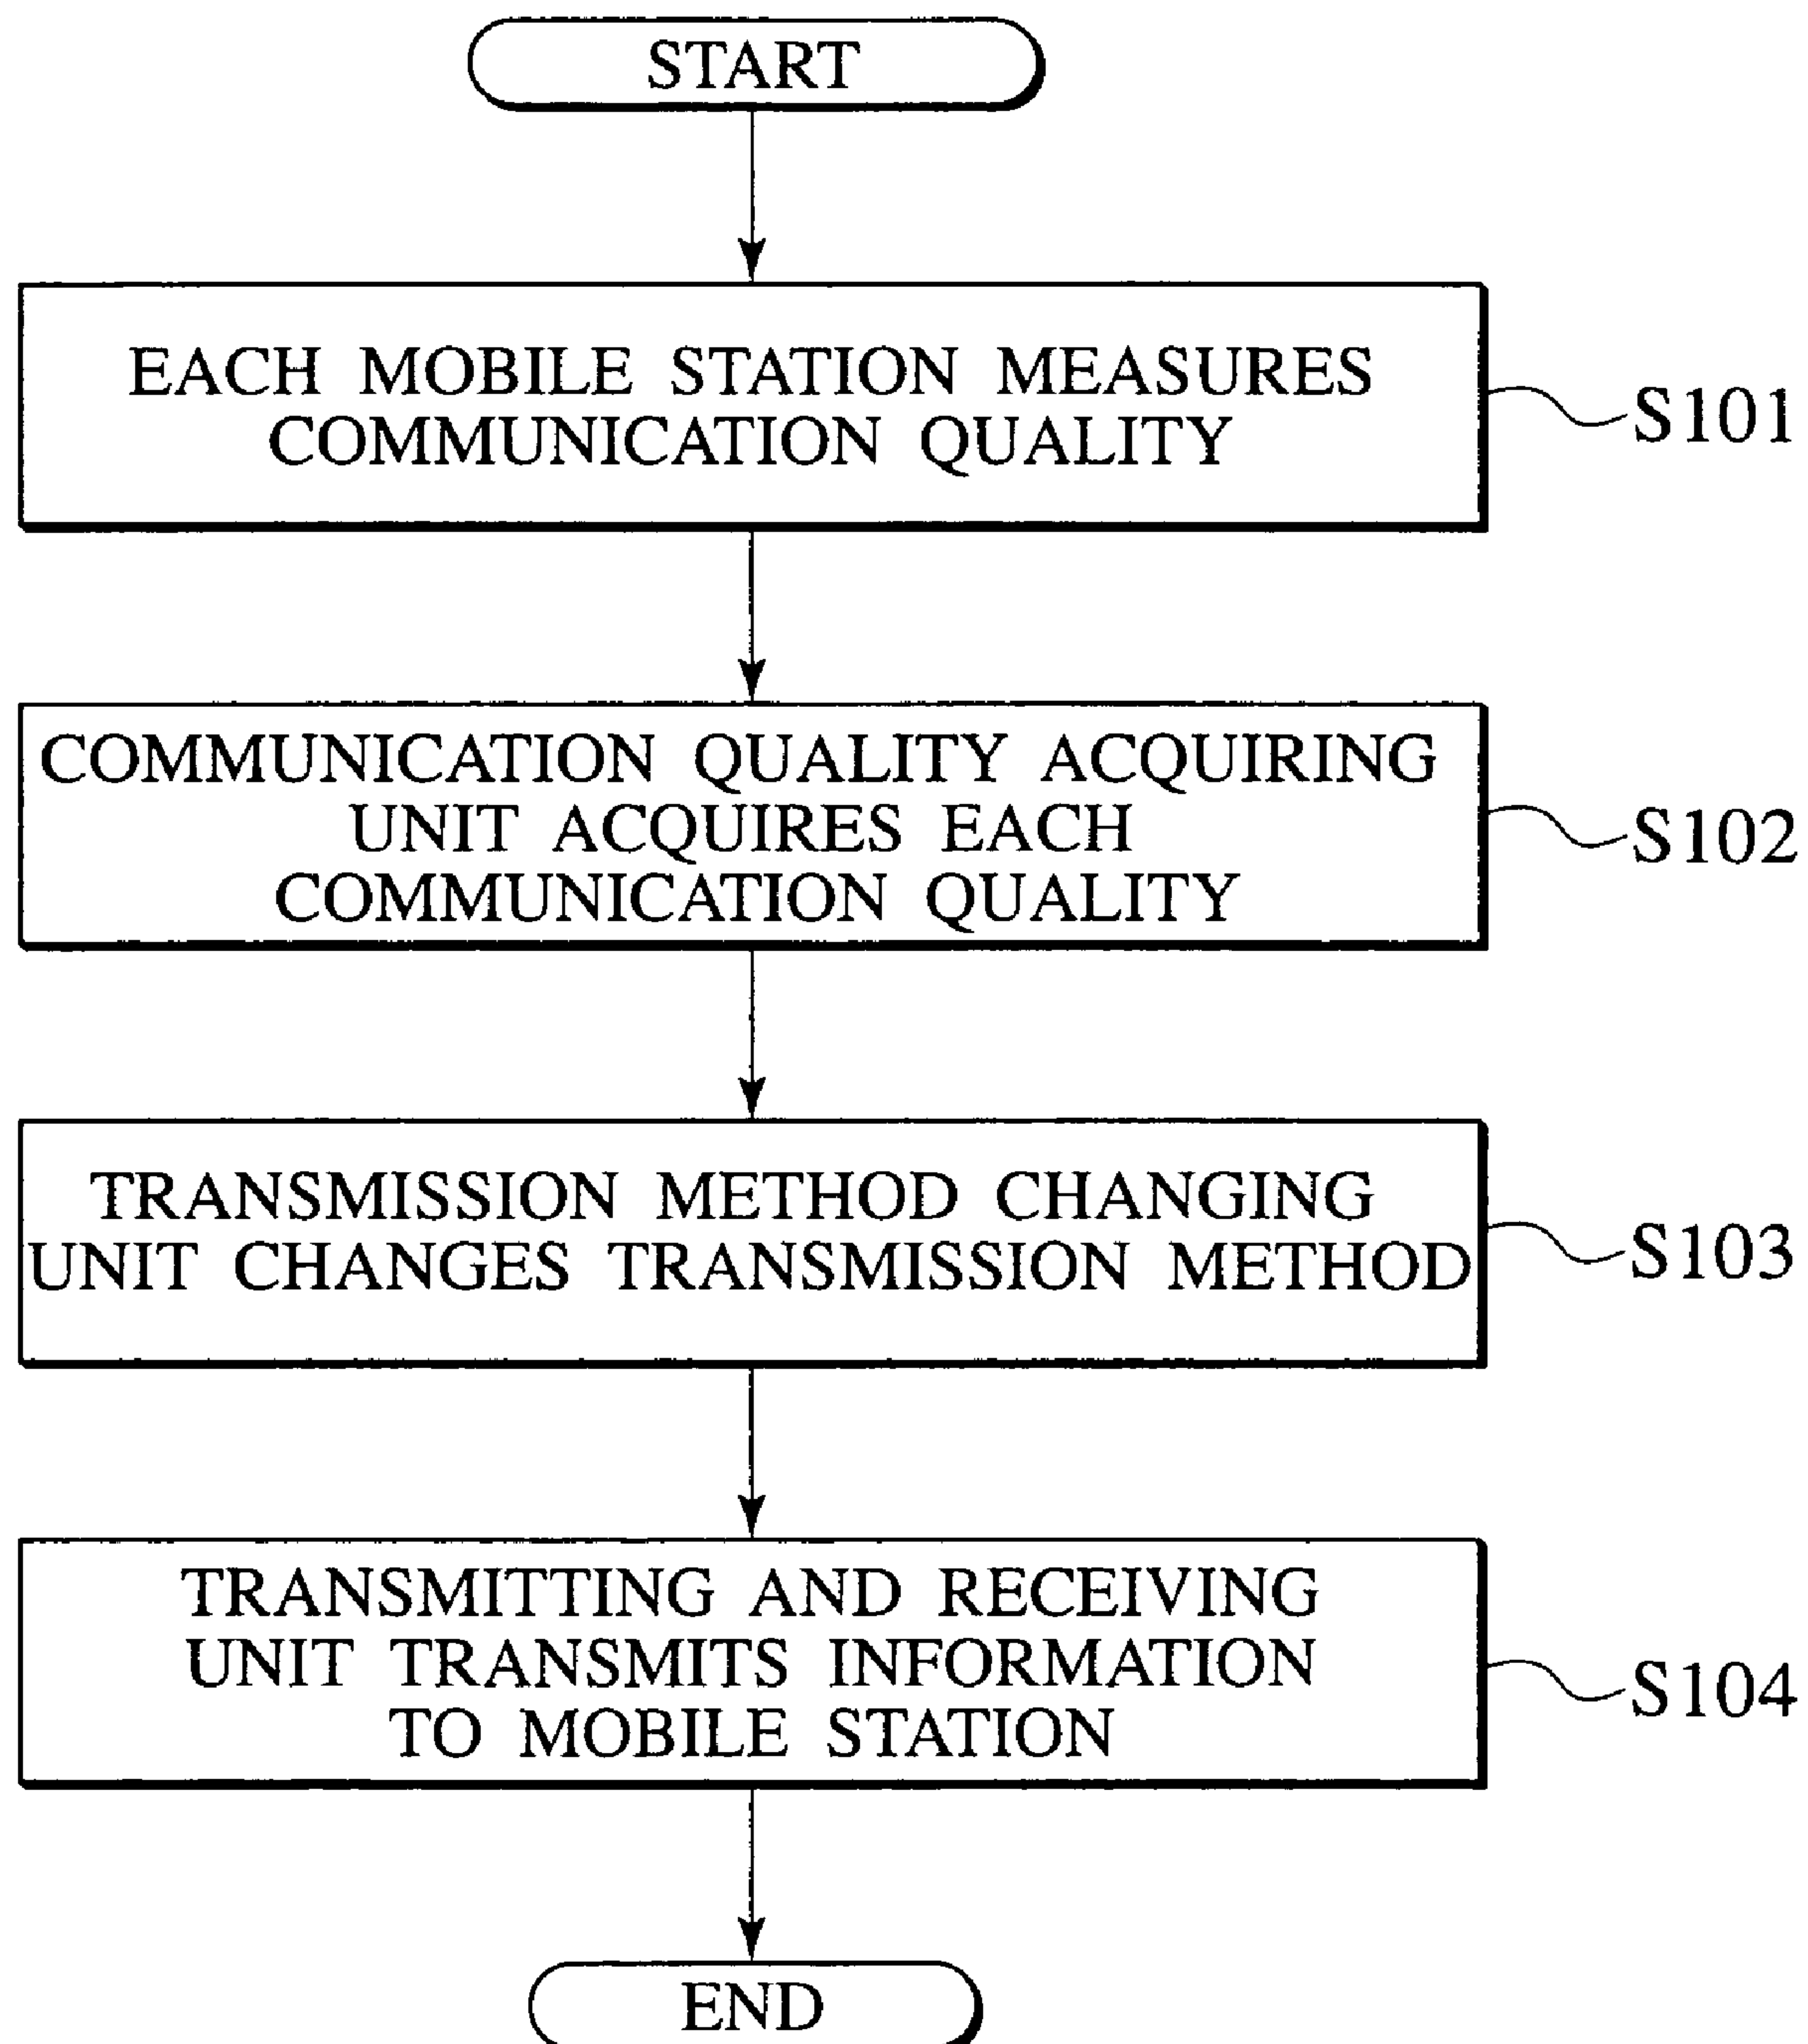 START
EACH MOBILE STATION MEASURES
COMMUNICATION QUALITY
S101
COMMUNICATION QUALITY ACQUIRING
UNIT ACQUIRES EACH
COMMUNICATION QUALITY
S102
TRANSMISSION METHOD CHANGING
UNIT CHANGES TRANSMISSION METHOD
S103
TRANSMITTING AND RECEIVING
UNIT TRANSMITS INFORMATION
TO MOBILE STATION
S104
END